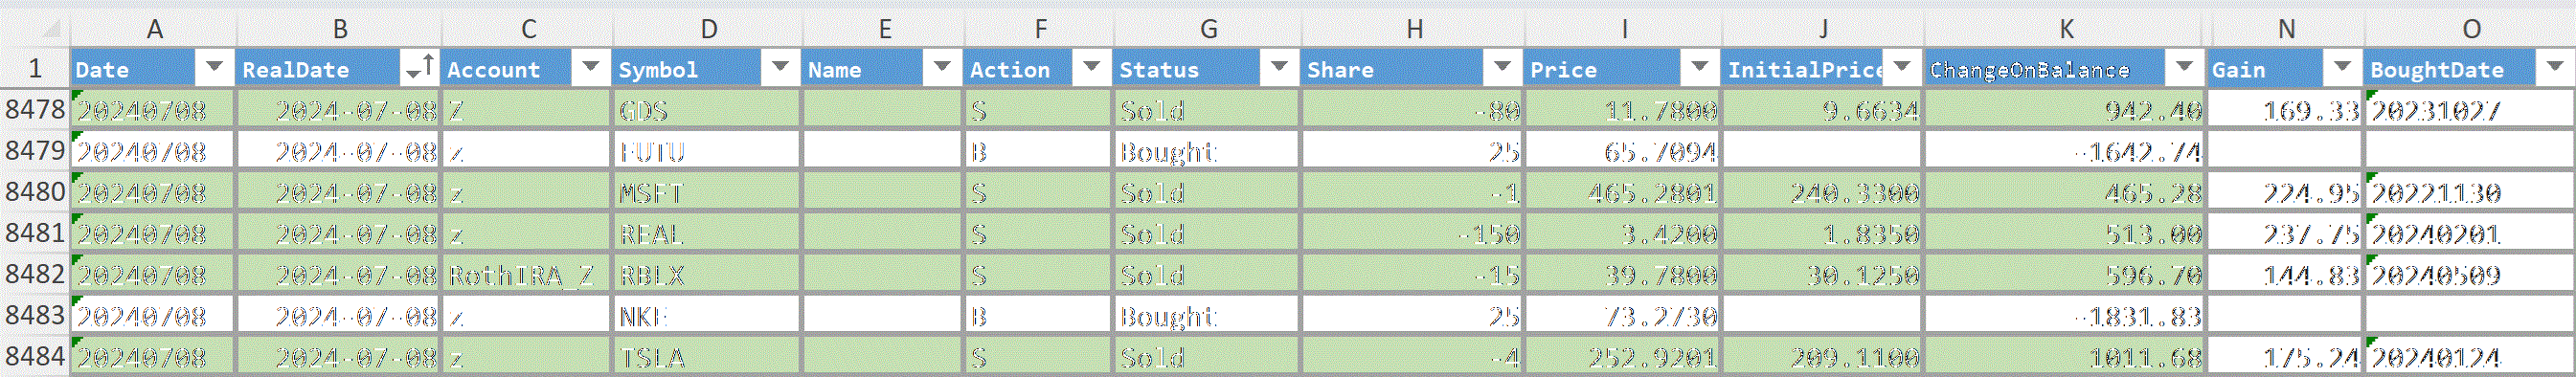 A B C D E F G H I J K N O
1 Date RealDate Account Symbol Name Action Status Share Price InitialPrice ChangeOnBalance Gain BoughtDate
8478 20240708 2024-07-08 Z GDS S Sold -80 11.7800 9.6634 942.40 169.33 20231027
8479 20240708 2024-07-08 z FUTU B Bought 25 65.7094 -1642.74
8480 20240708 2024-07-08 z MSFT S Sold -1 465.2801 240.3300 465.28 224.95 20221130
8481 20240708 2024-07-08 z REAL S Sold -150 3.4200 1.8350 513.00 237.75 20240201
8482 20240708 2024-07-08 RothIRA_Z RBLX S Sold -15 39.7800 30.1250 596.70 144.83 20240509
8483 20240708 2024-07-08 z NKE B Bought 25 73.2730 -1831.83
8484 20240708 2024-07-08 z TSLA S Sold -4 252.9201 209.1100 1011.68 175.24 20240124